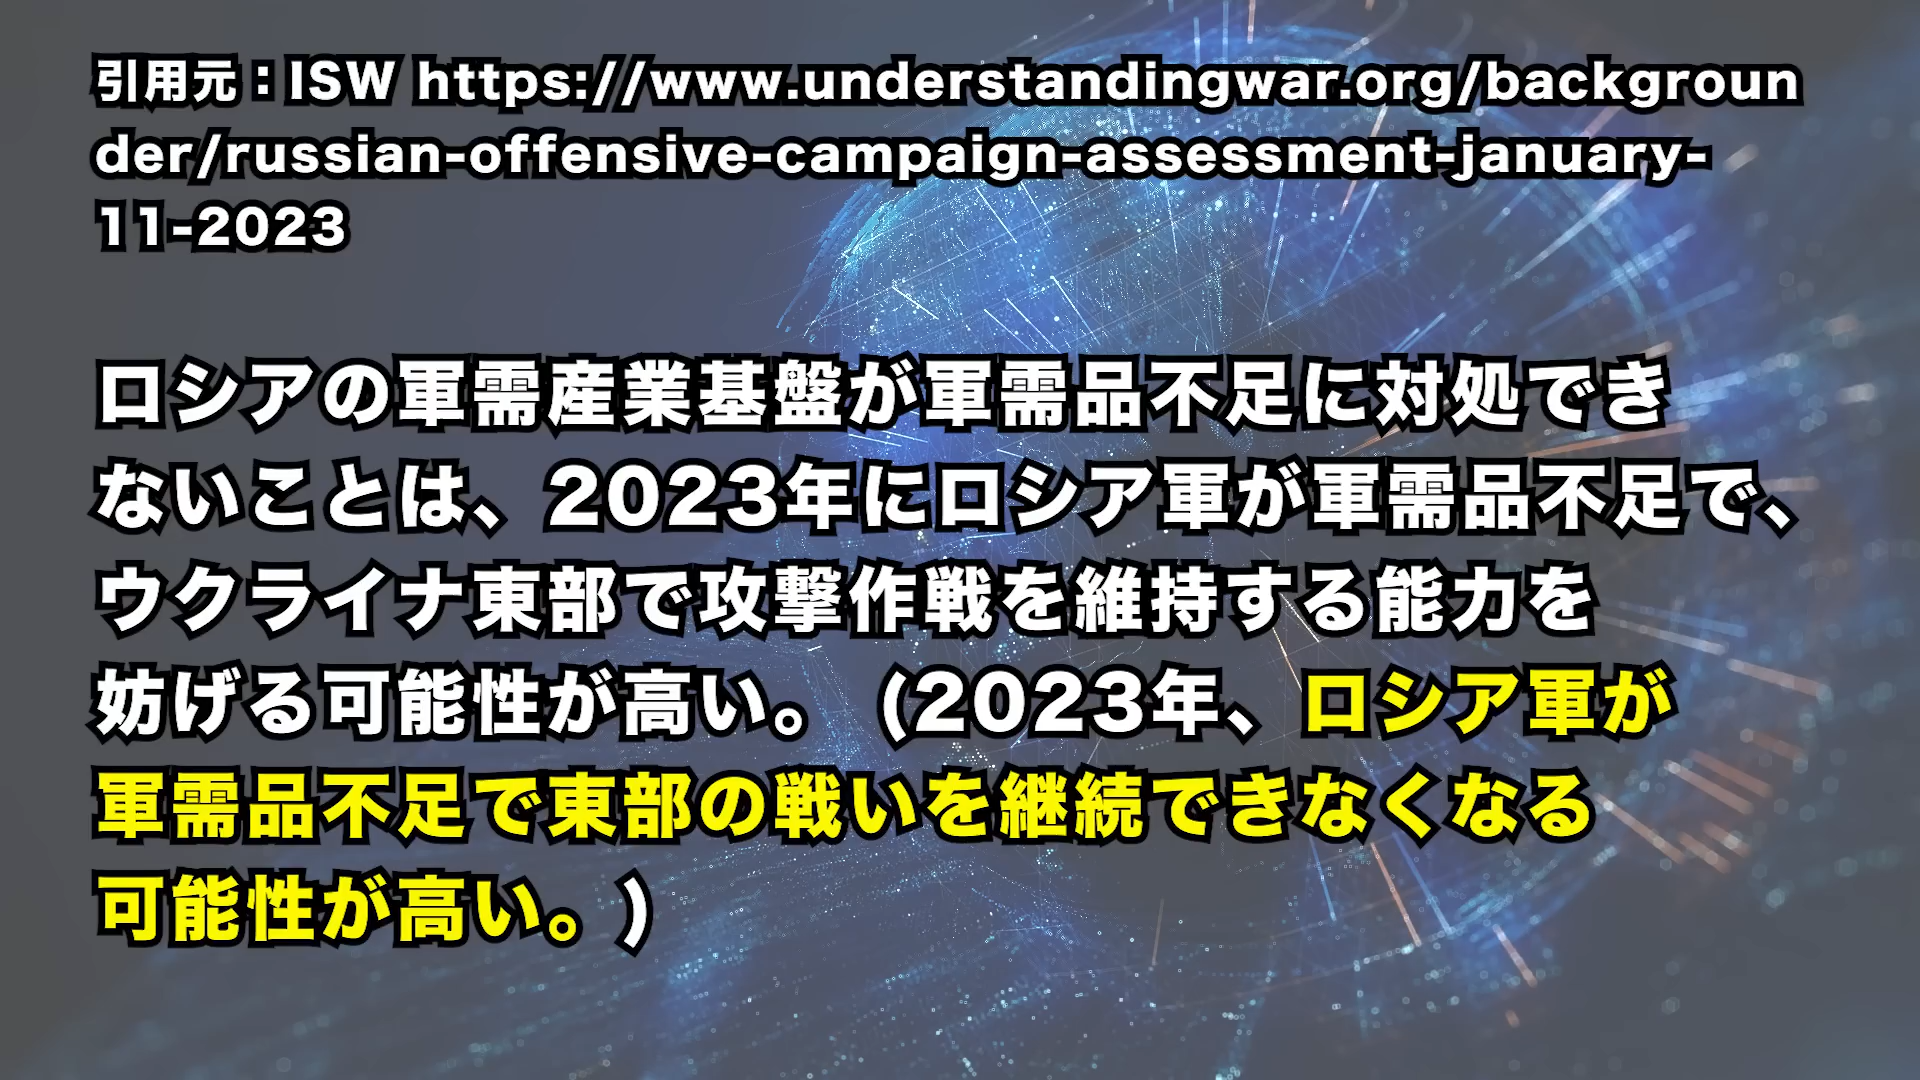 引用元：ISW https://www.understandingwar.org/backgroun
der/russian-offensive-campaign-assessment-january-
11-2023
ロシアの軍需産業基盤が軍需品不足に対処でき
ないことは、2023年にロシア軍が軍需品不足で、
ウクライナ東部で攻撃作戦を維持する能力を
妨げる可能性が高い。 (2023年、ロシア軍が
軍需品不足で東部の戦いを継続できなくなる
可能性が高い。)